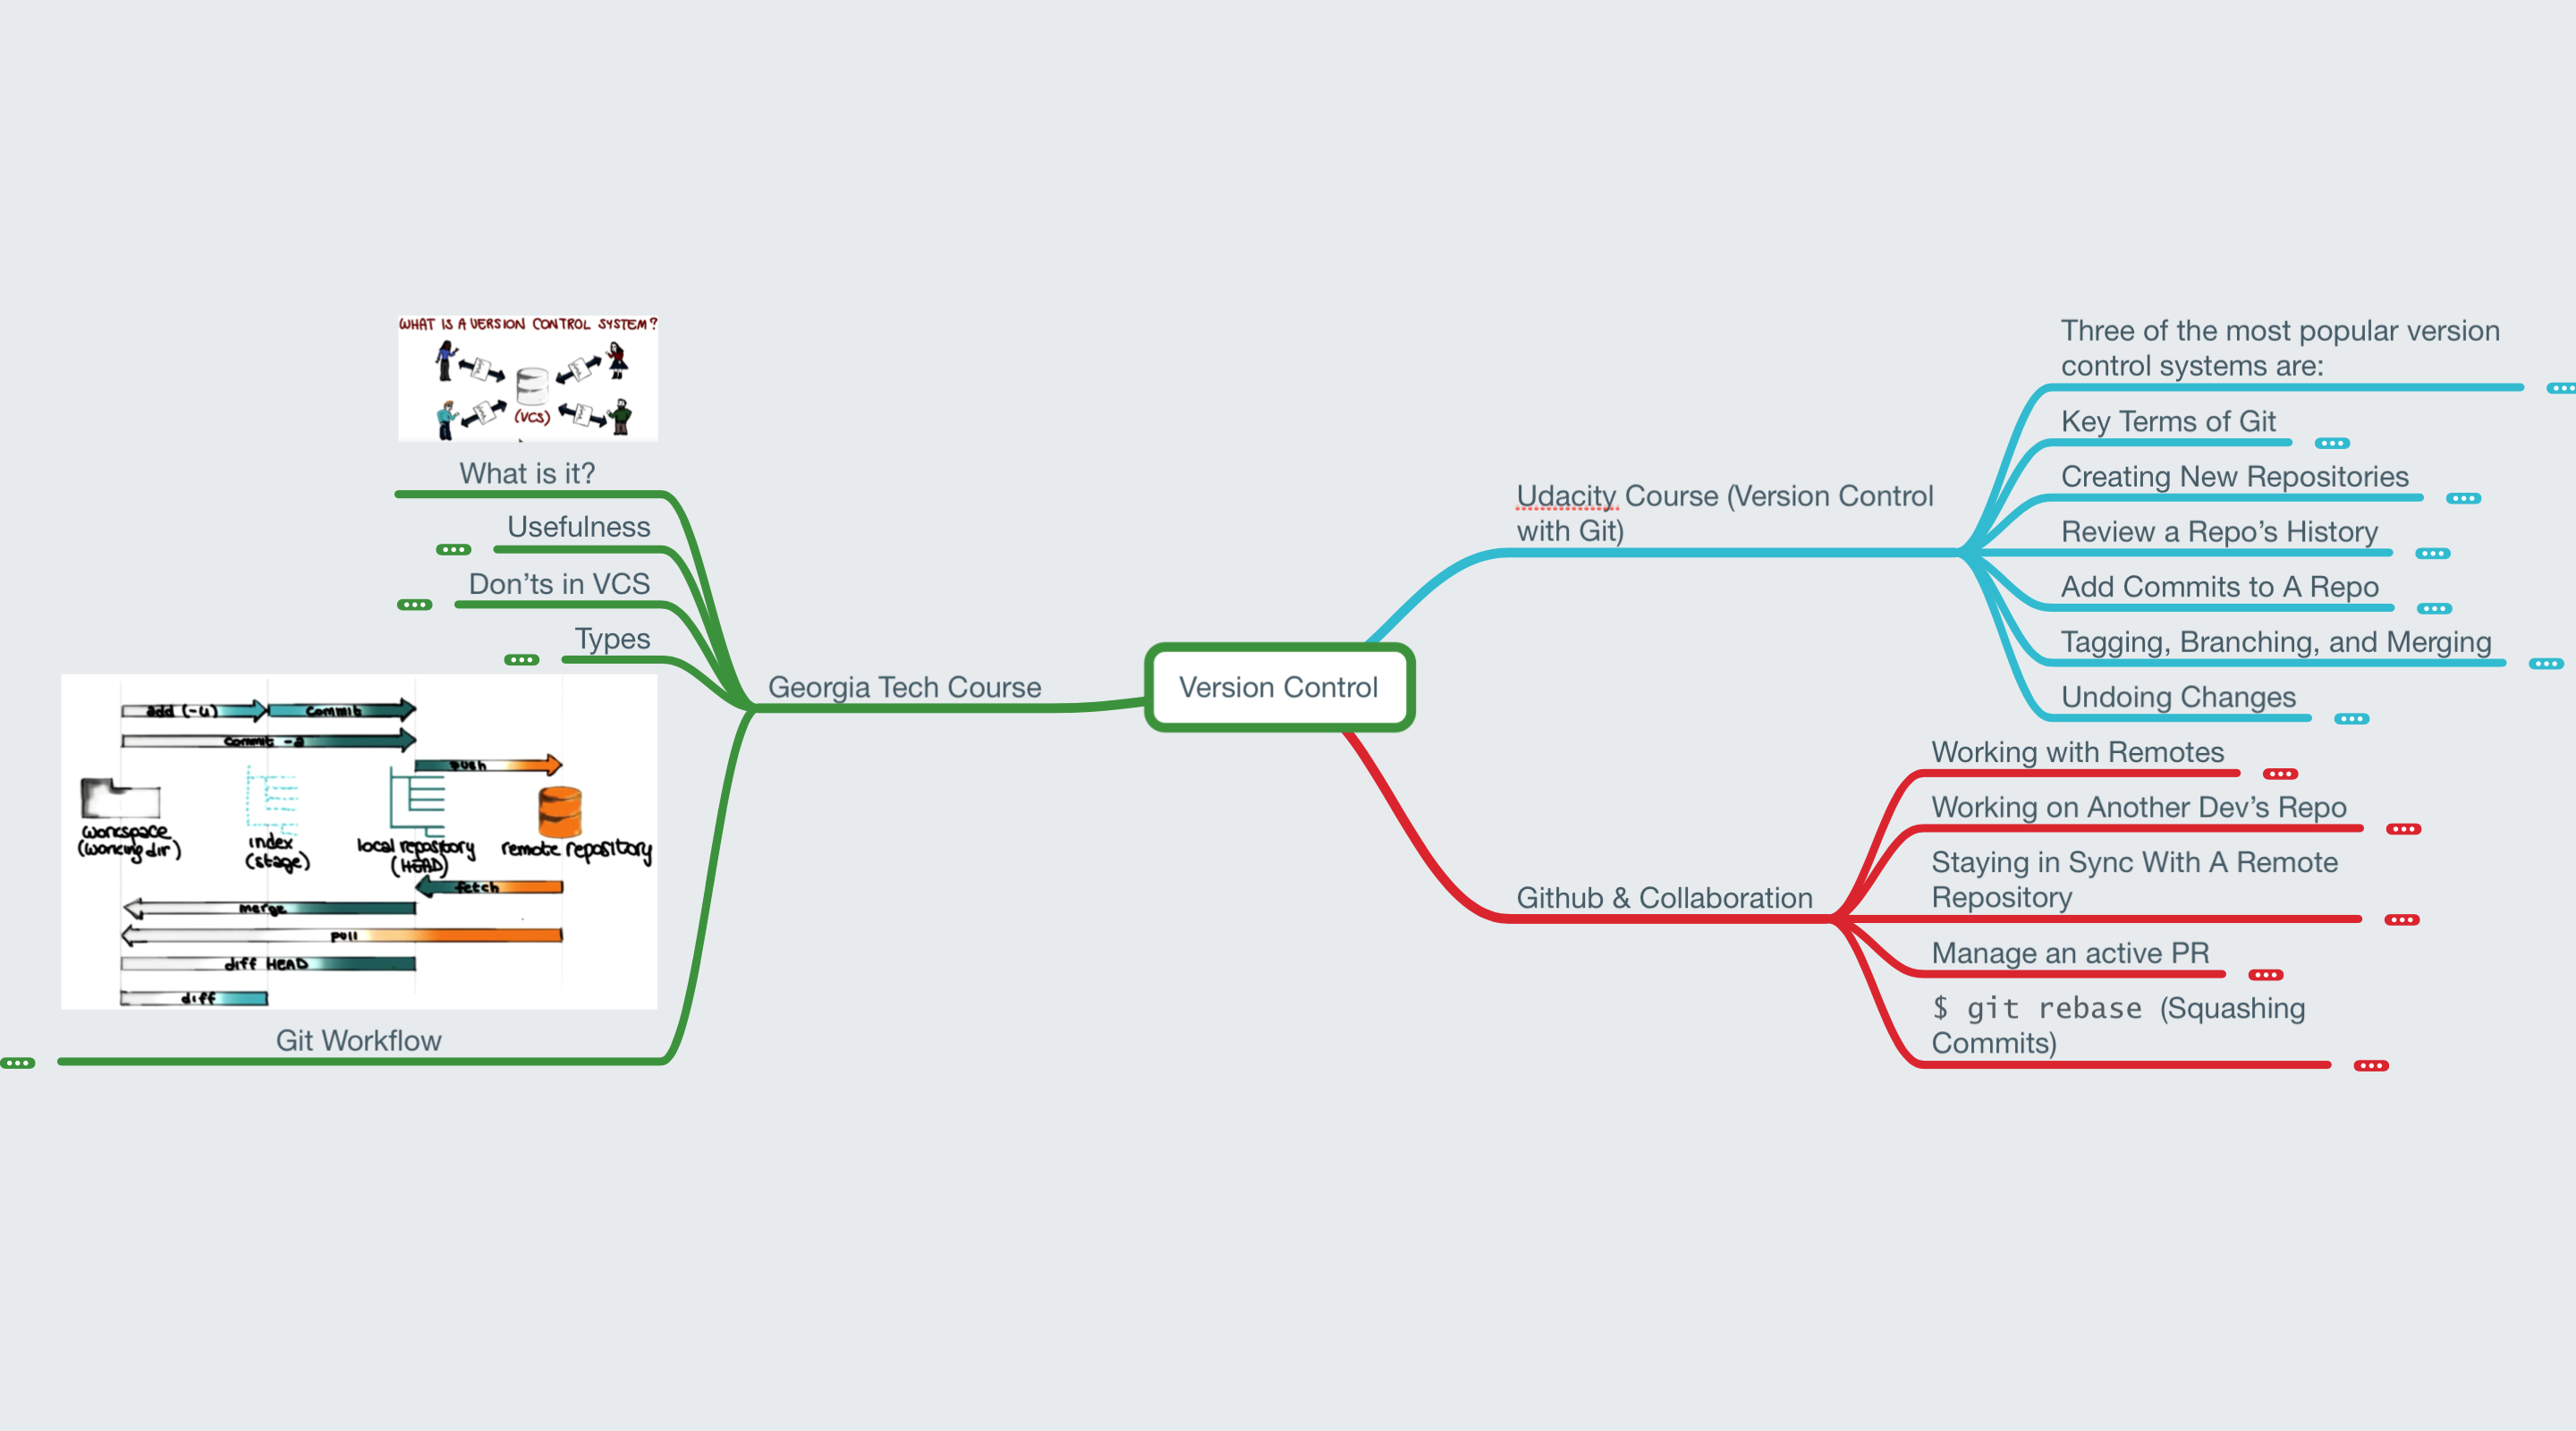 WHAT IS A VERSION CONTROL SYSTEM?
(VCS)
What is it?
Usefulness
Don’ts in VCS
Types
add (-u)
commit
commit -a
push
workspace
(working dir)
index
(stage)
local repository
(HEAD)
remote repository
fetch
merge
pull
diff HEAD
diff
Git Workflow
Georgia Tech Course
Version Control
Udacity Course (Version Control
with Git)
Three of the most popular version
control systems are:
Key Terms of Git
Creating New Repositories
Review a Repo’s History
Add Commits to A Repo
Tagging, Branching, and Merging
Undoing Changes
Github & Collaboration
Working with Remotes
Working on Another Dev’s Repo
Staying in Sync With A Remote
Repository
Manage an active PR
$ git rebase (Squashing
Commits)